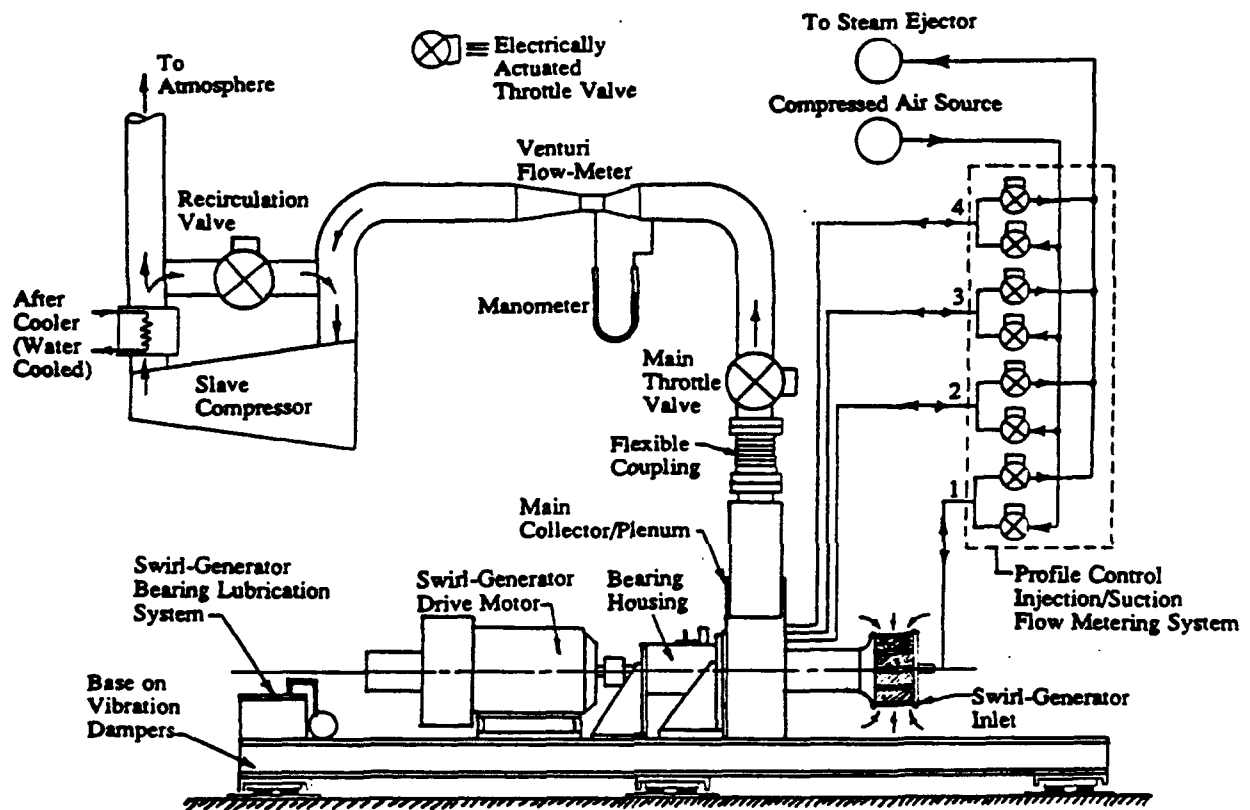 To Steam Ejector
To
Atmosphere
Electrically
Actuated
Throttle Valve
Compressed Air Source
Venturi
Flow-Meter
Recirculation
Valve
4
After
Cooler
(Water
Cooled)
Manometer
3
Slave
Compressor
Main
Throttle
Valve
2
Flexible
Coupling
1
Main
Collector/Plenum
Swirl-Generator
Bearing Lubrication
System
Swirl-Generator
Drive Motor
Bearing
Housing
Profile Control
Injection/Suction
Flow Metering System
Base on
Vibration
Dampers
Swirl-Generator
Inlet